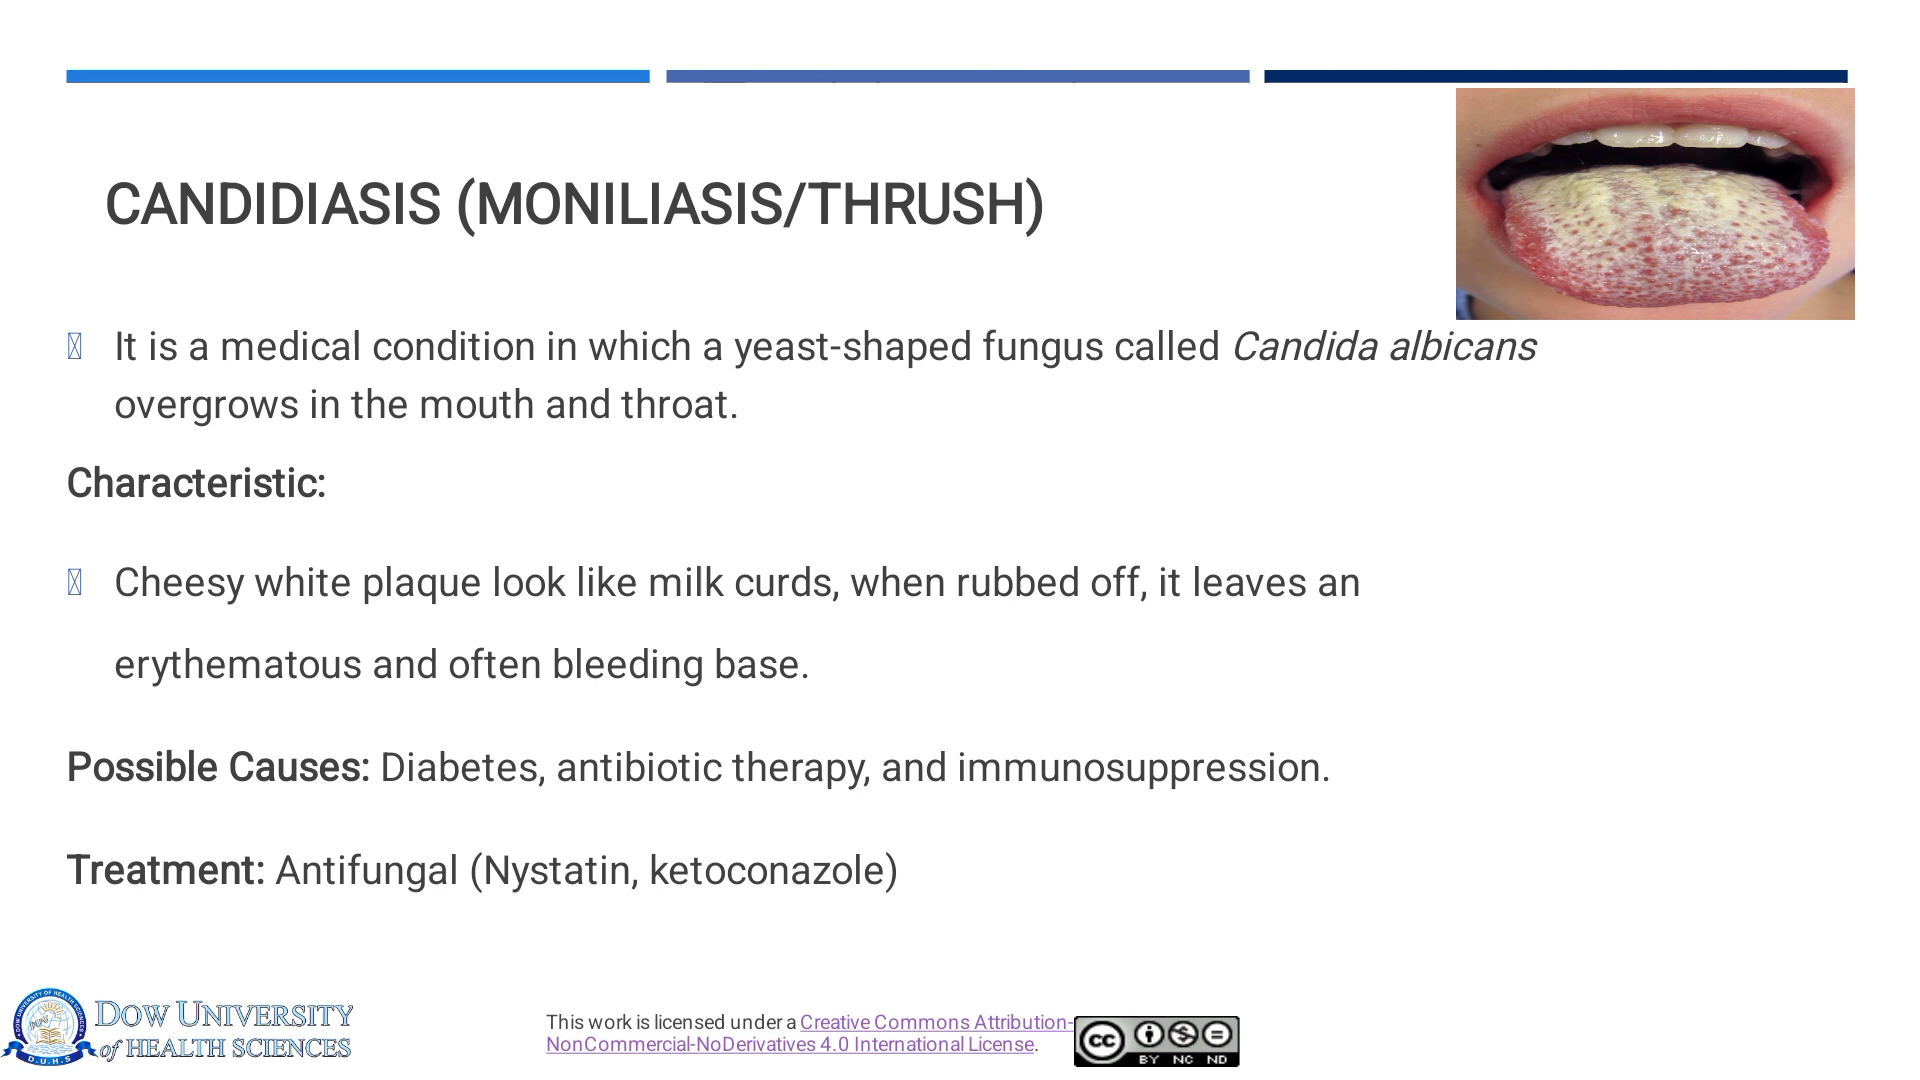 CANDIDIASIS (MONILIASIS/THRUSH)
It is a medical condition in which a yeast-shaped fungus called Candida albicans
overgrows in the mouth and throat.
Characteristic:
Cheesy white plaque look like milk curds, when rubbed off, it leaves an
erythematous and often bleeding base.
Possible Causes: Diabetes, antibiotic therapy, and immunosuppression.
Treatment: Antifungal (Nystatin, ketoconazole)
DOW UNIVERSITY
of HEALTH SCIENCES
D.U.H.S
This work is licensed under a Creative Commons Attribution-
NonCommercial-NoDerivatives 4.0 International License.
cc
BY NC ND